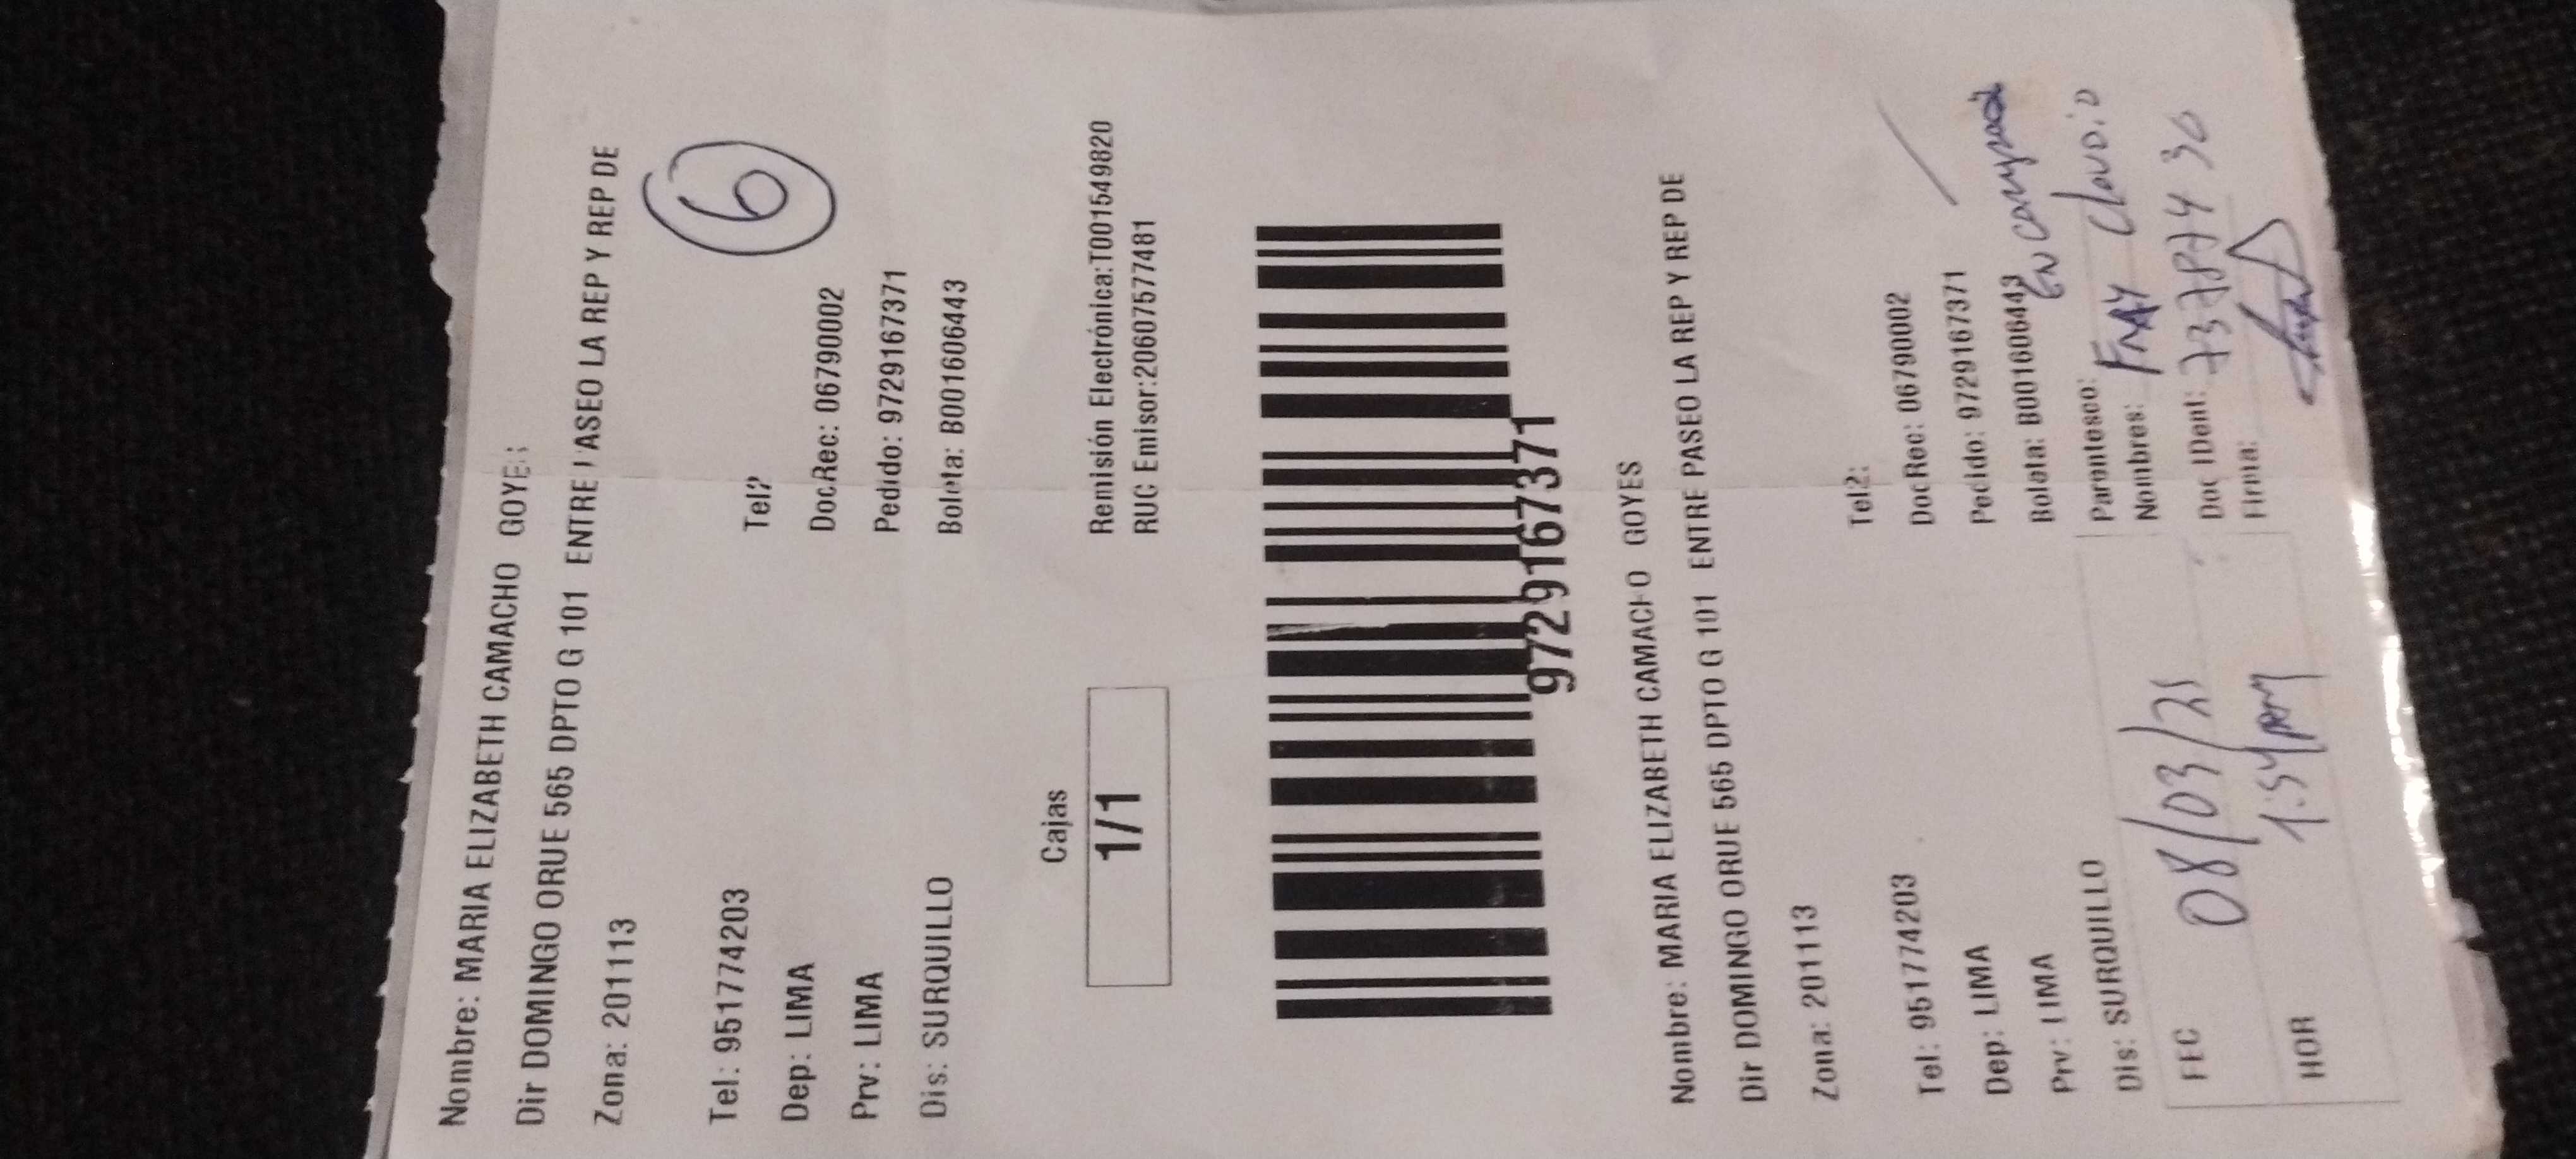 Nombre: MARIA ELIZABETH CAMACHO GOYE
Dir DOMINGO ORUE 565 DPTO G 101 ENTRE PASEO LA REP Y REP DE
Zona: 201113
6
Tel: 951774203 Tel2
Dep: LIMA DocRec: 06790002
Prv: LIMA Pedido: 9729167371
Dis: SURQUILLO Boleta: B001606443
Cajas
1/1
Remisión Electrónica:T001549820
RUC Emisor:20607577481
9729167371
Nombre: MARIA ELIZABETH CAMACHO GOYES
Dir DOMINGO ORUE 565 DPTO G 101 ENTRE PASEO LA REP Y REP DE
Zona: 201113
Tel2:
Tel: 951774203 DocRec: 06790002
Dep: LIMA Pedido: 9729167371
Prv: LIMA Boleta: B001606443
Dis: SURQUILLO Parentesco:
FEC 08/03/25 Nombres:
Doc IDent:
HOR 1:54pm Firma: